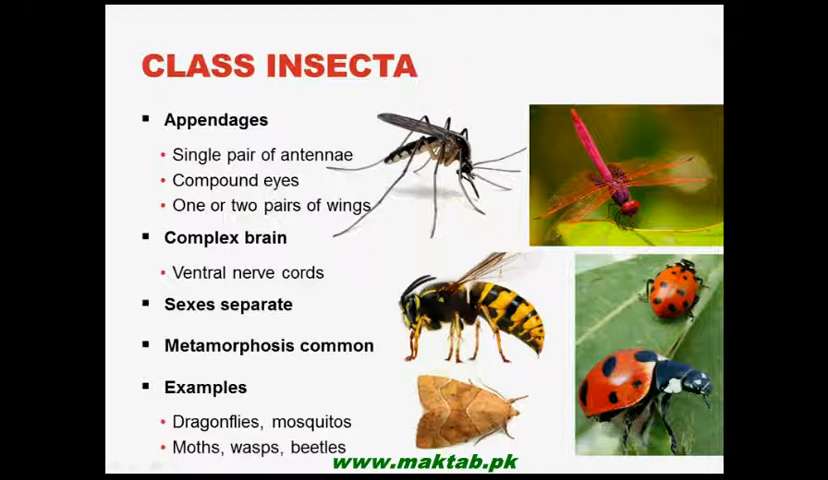 CLASS INSECTA
Appendages
Single pair of antennae
Compound eyes
One or two pairs of wings
Complex brain
Ventral nerve cords
Sexes separate
Metamorphosis common
Examples
Dragonflies, mosquitos
Moths, wasps, beetles
www.maktab.pk